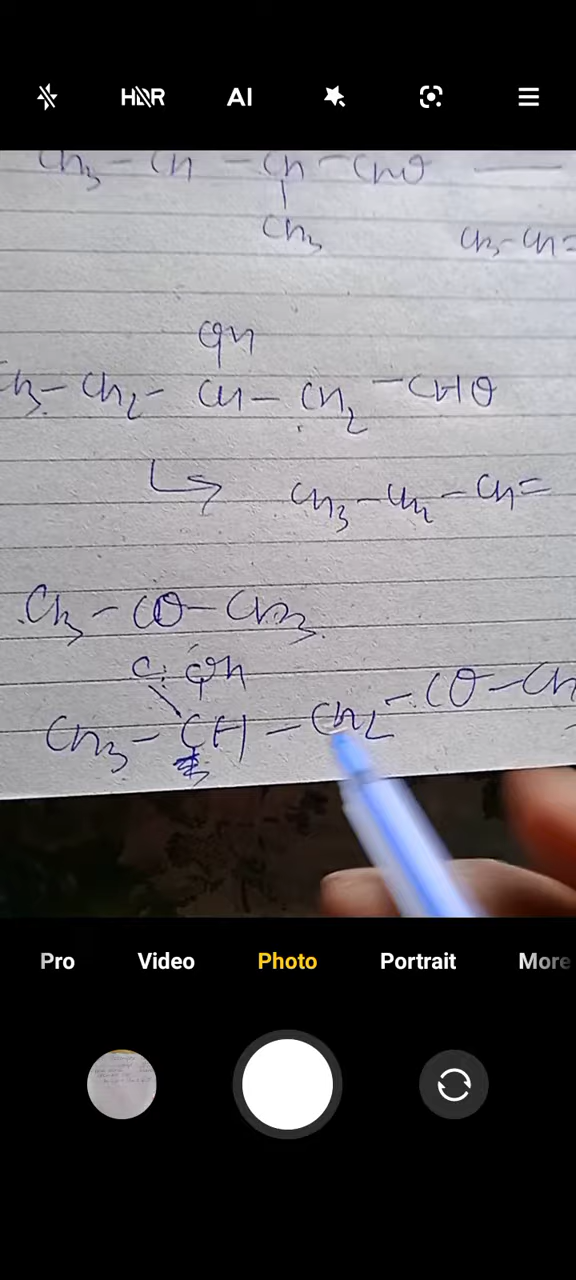 HDR AI
CH3 - CH - CH - CHO
CH3
CH3-CH=
OH
CH3- CH2- CH- CH2 -CHO
CH3-CH2-CH=
CH3-CO-CH3
OH
CH3-CH-CH2-CO-CH
Pro Video Photo Portrait More